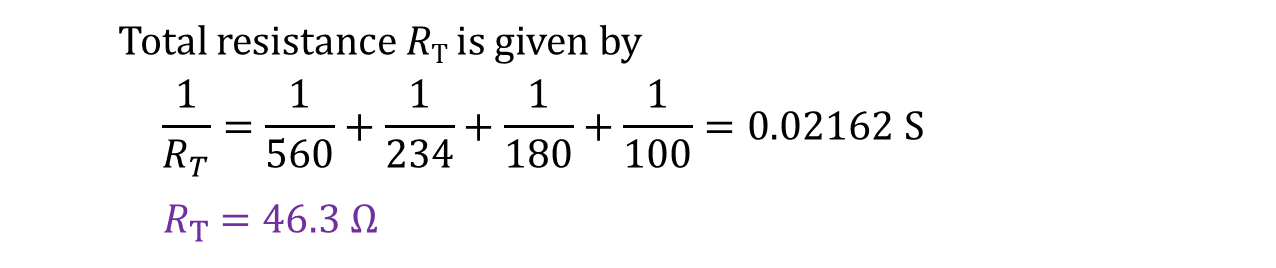 Total resistance R_T is given by
1/R_T = 1/560 + 1/234 + 1/180 + 1/100 = 0.02162 S
R_T = 46.3 Ω